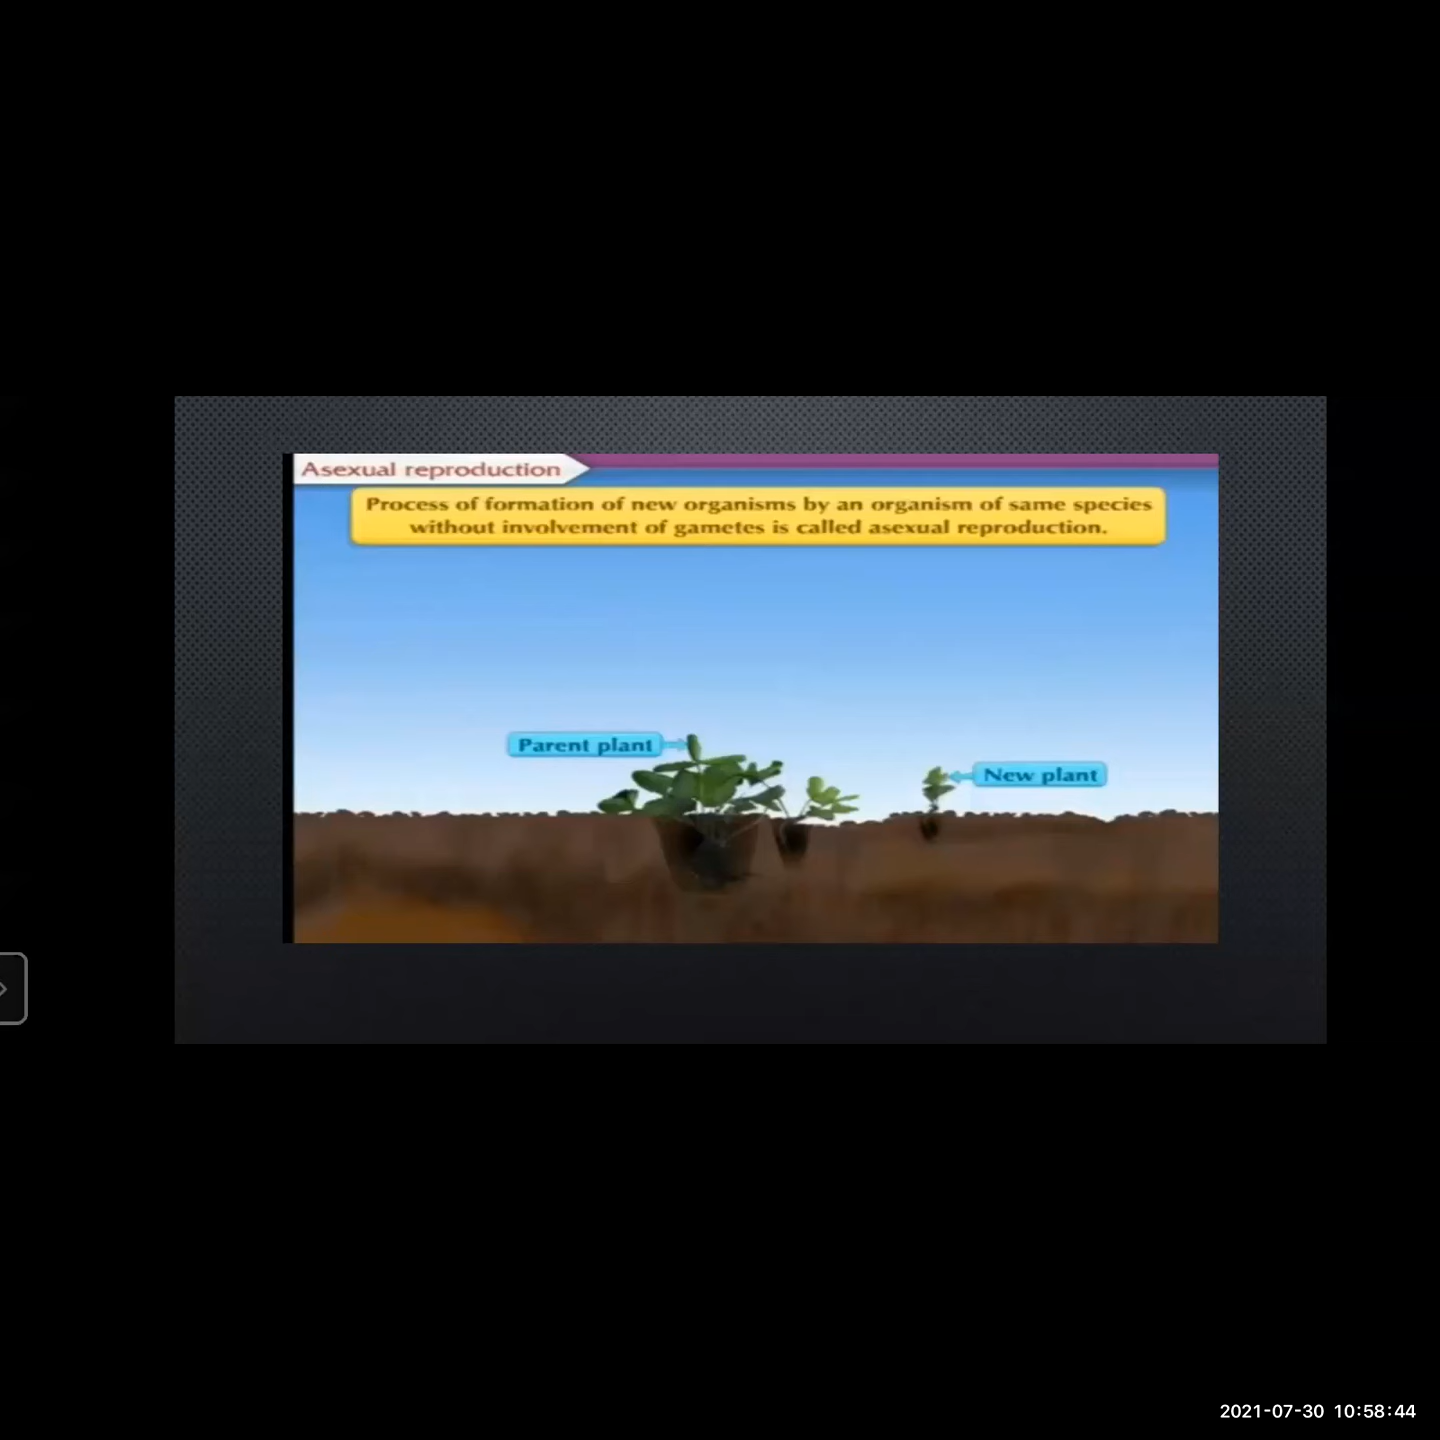 Asexual reproduction
Process of formation of new organisms by an organism of same species
without involvement of gametes is called asexual reproduction.
Parent plant
New plant
2021-07-30 10:58:44